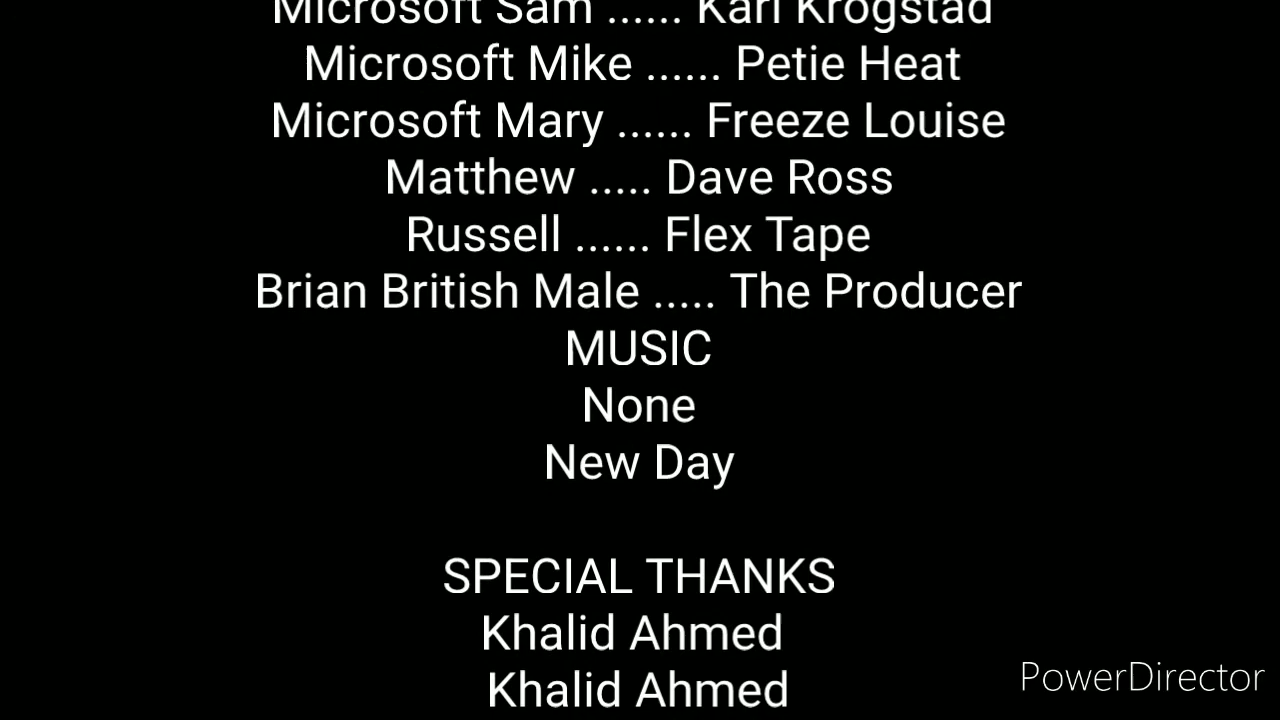 Microsoft Sam ...... Karl Krogstad
Microsoft Mike ...... Petie Heat
Microsoft Mary ...... Freeze Louise
Matthew ..... Dave Ross
Russell ...... Flex Tape
Brian British Male ..... The Producer
MUSIC
None
New Day
SPECIAL THANKS
Khalid Ahmed
Khalid Ahmed
PowerDirector